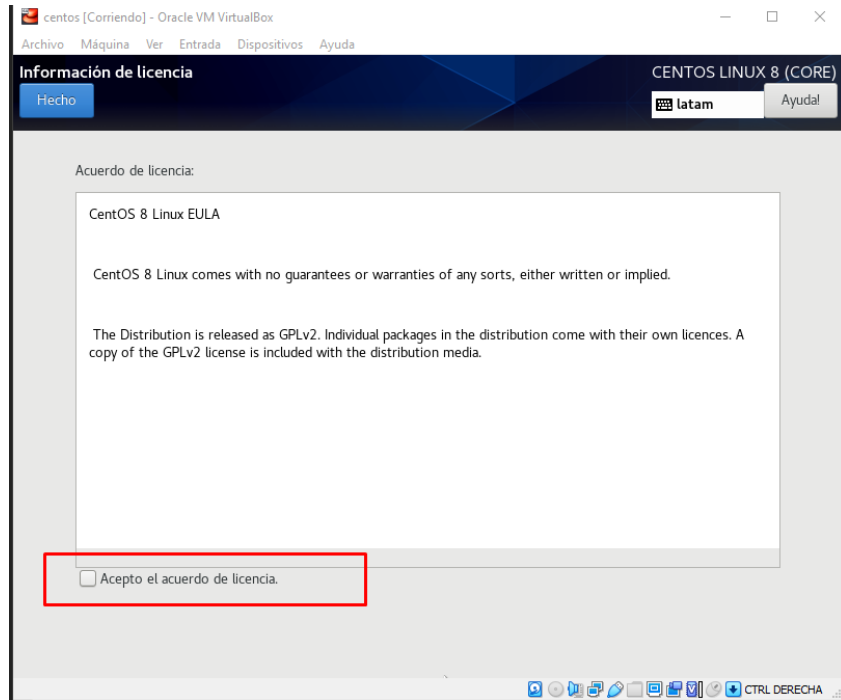 centos [Corriendo] - Oracle VM VirtualBox
Archivo Máquina Ver Entrada Dispositivos Ayuda
Información de licencia
CENTOS LINUX 8 (CORE)
Hecho
latam
Ayuda!
Acuerdo de licencia:
CentOS 8 Linux EULA
CentOS 8 Linux comes with no guarantees or warranties of any sorts, either written or implied.
The Distribution is released as GPLv2. Individual packages in the distribution come with their own licences. A
copy of the GPLv2 license is included with the distribution media.
Acepto el acuerdo de licencia.
CTRL DERECHA